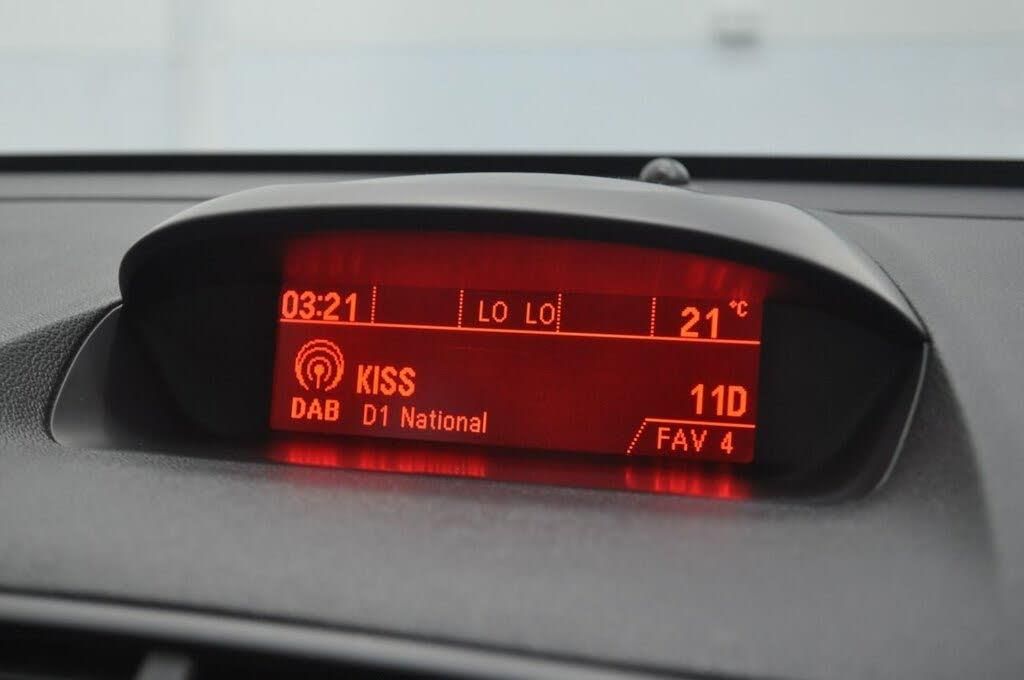 03:21 LO LO 21 °C
KISS 11D
DAB D1 National FAV 4